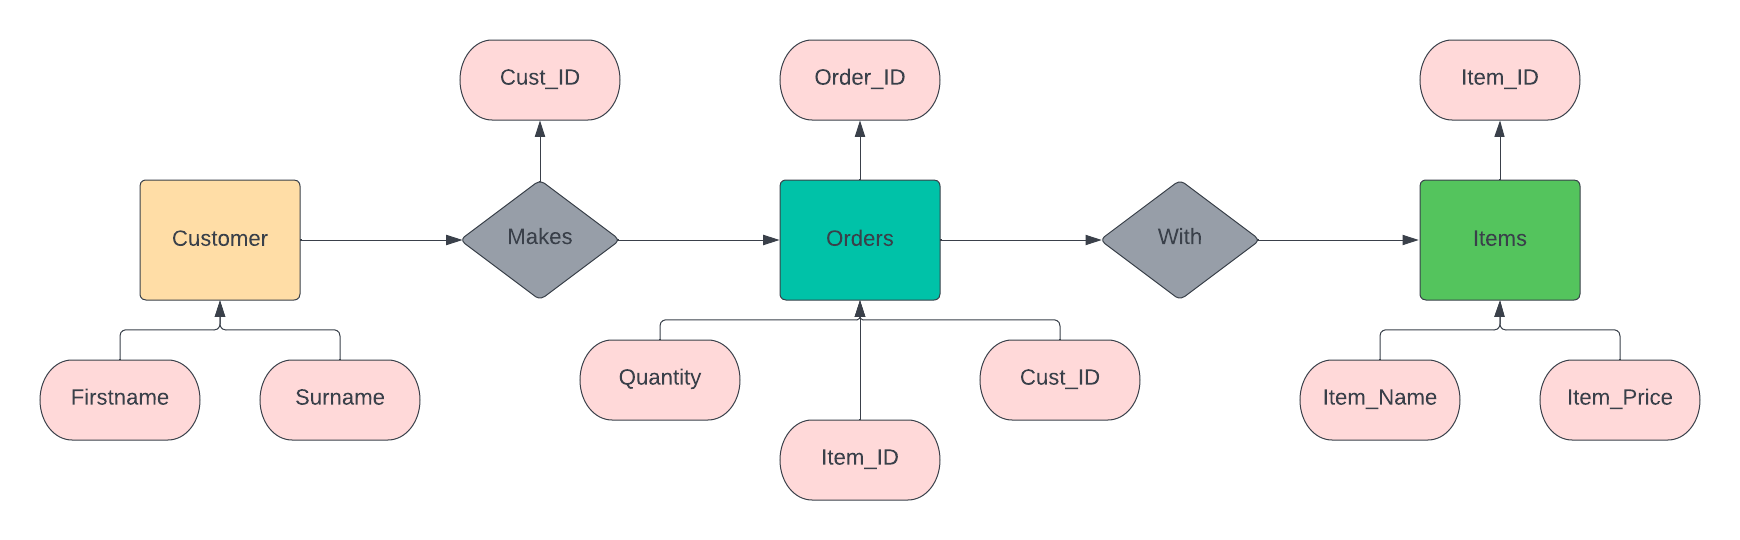 Cust_ID
Order_ID
Item_ID
Customer
Makes
Orders
With
Items
Firstname
Surname
Quantity
Cust_ID
Item_Name
Item_Price
Item_ID